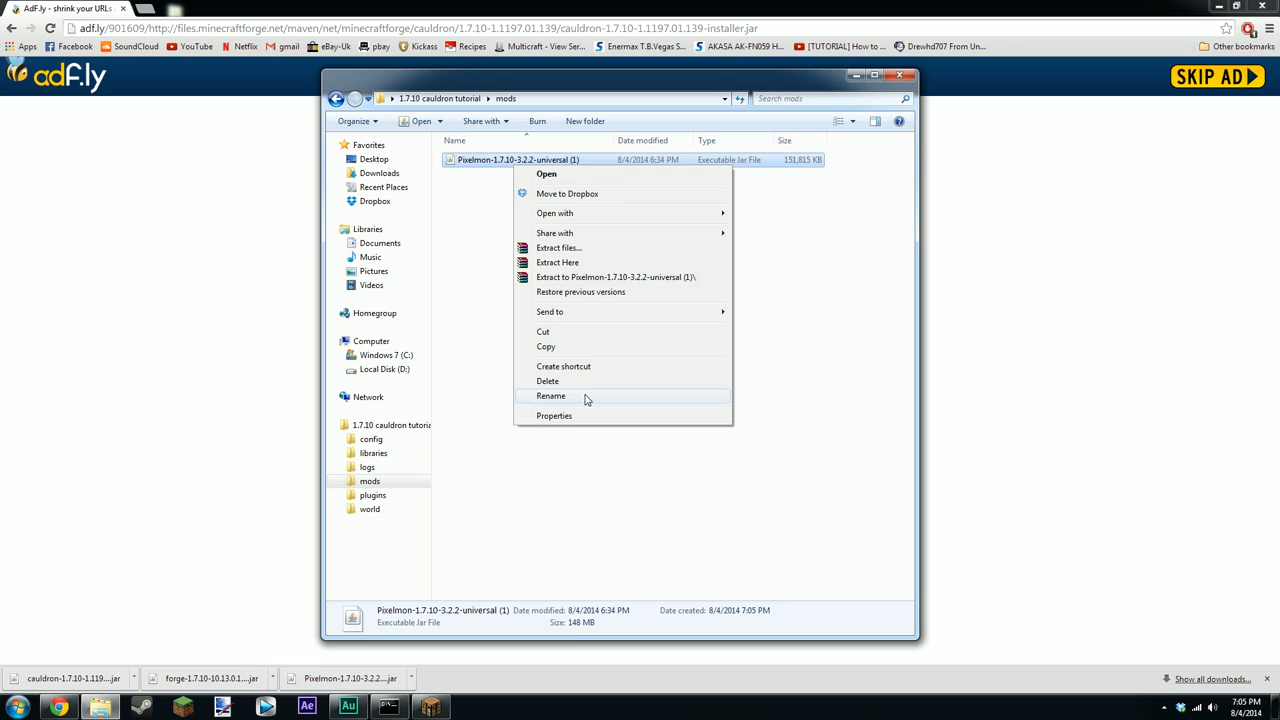 AdF.ly - shrink your URLs
adf.ly/901609/http://files.minecraftforge.net/maven/net/minecraftforge/cauldron/1.7.10-1.1197.01.139/cauldron-1.7.10-1.1197.01.139-installer.jar
Apps Facebook SoundCloud YouTube Netflix gmail eBay-Uk pbay Kickass Recipes Multicraft - View Ser... Enermax T.B.Vegas S... AKASA AK-FN059 H... [TUTORIAL] How to ... Drewhd707 From Un... Other bookmarks
adf.ly
SKIP AD
1.7.10 cauldron tutorial mods
Search mods
Organize Open Share with Burn New folder
Name Date modified Type Size
Pixelmon-1.7.10-3.2.2-universal (1) 8/4/2014 6:34 PM Executable Jar File 151,815 KB
Favorites
Desktop
Downloads
Recent Places
Dropbox
Libraries
Documents
Music
Pictures
Videos
Homegroup
Computer
Windows 7 (C:)
Local Disk (D:)
Network
1.7.10 cauldron tutoria
config
libraries
logs
mods
plugins
world
Open
Move to Dropbox
Open with
Share with
Extract files...
Extract Here
Extract to Pixelmon-1.7.10-3.2.2-universal (1)\
Restore previous versions
Send to
Cut
Copy
Create shortcut
Delete
Rename
Properties
Pixelmon-1.7.10-3.2.2-universal (1) Date modified: 8/4/2014 6:34 PM Date created: 8/4/2014 7:05 PM
Executable Jar File Size: 148 MB
cauldron-1.7.10-1.119....jar forge-1.7.10-10.13.0.1....jar Pixelmon-1.7.10-3.2.2....jar Show all downloads...
Ae Au
7:05 PM
8/4/2014